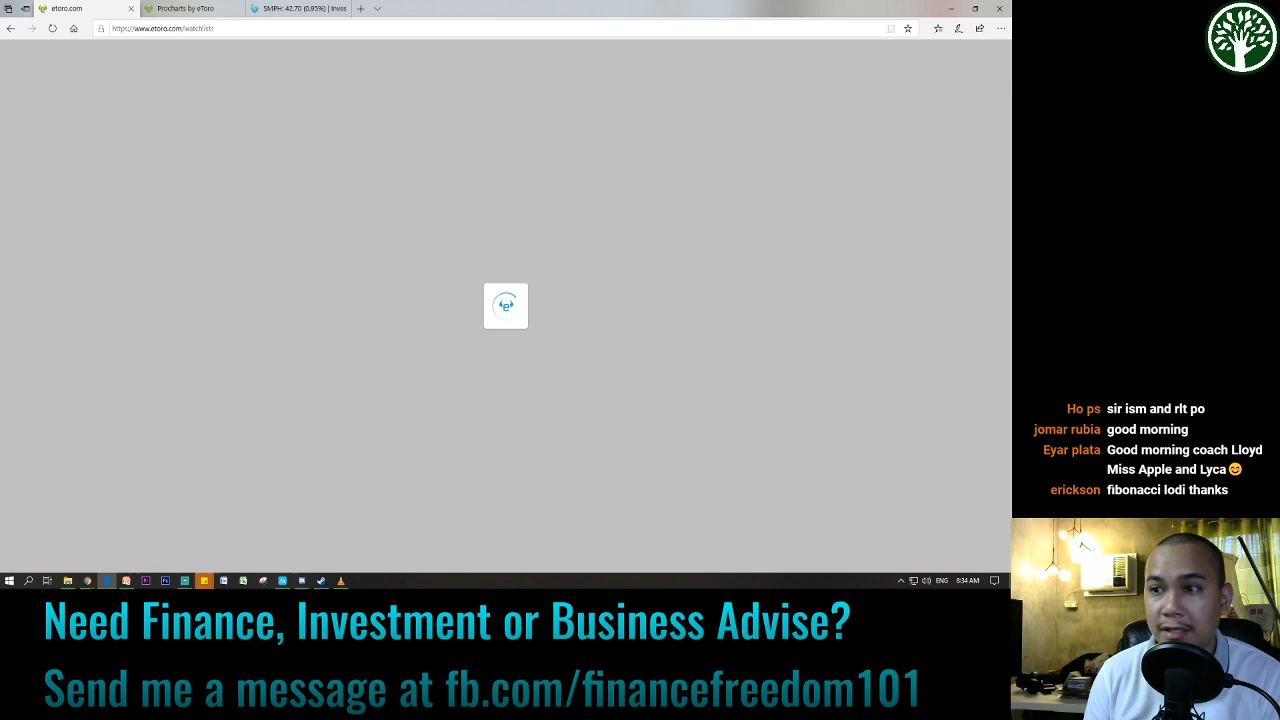 etoro.com
Procharts by eToro
SMPH: 42.70 (0.95%) | Inves
https://www.etoro.com/watchlists
e
Ho ps sir ism and rlt po
jomar rubia good morning
Eyar plata Good morning coach Lloyd
Miss Apple and Lyca😊
erickson fibonacci lodi thanks
ENG 8:34 AM
Need Finance, Investment or Business Advise?
Send me a message at fb.com/financefreedom101